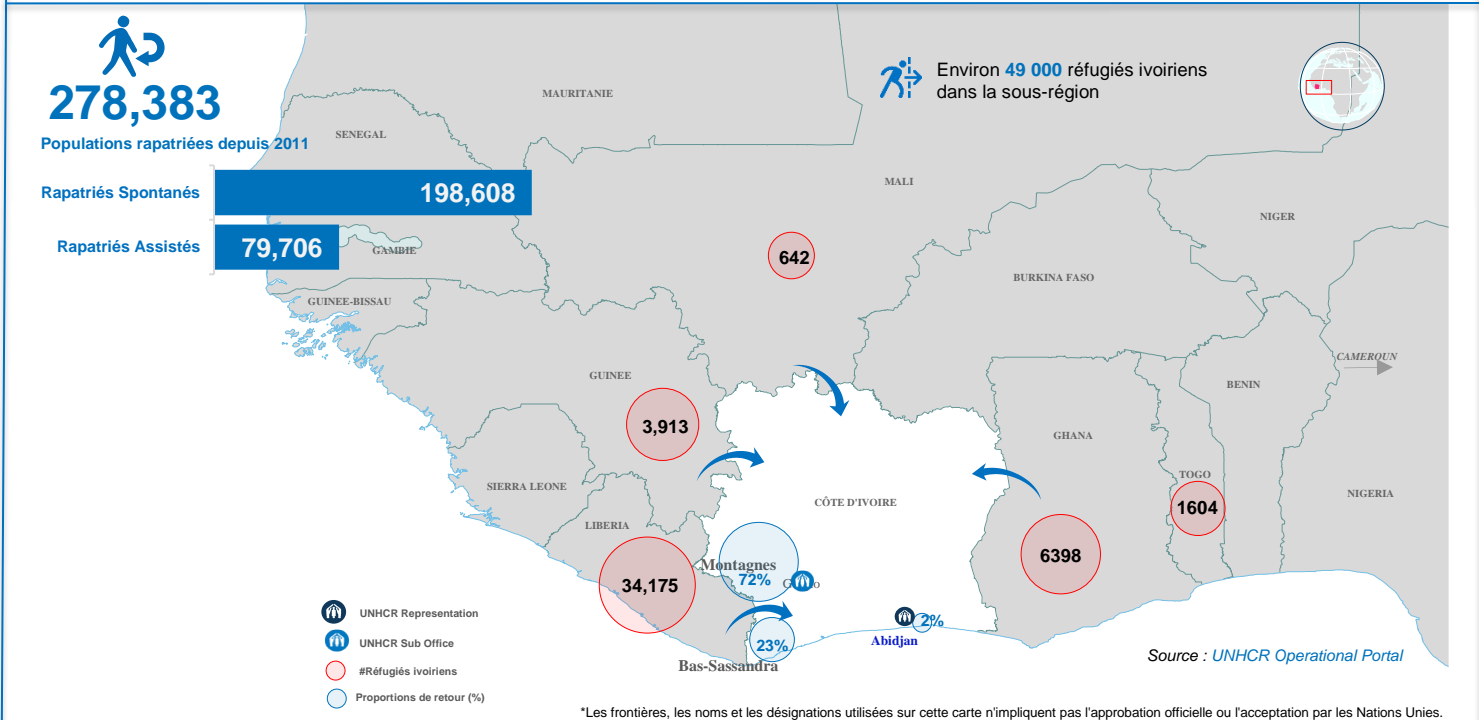 278,383
Populations rapatriées depuis 2011
Rapatriés Spontanés
198,608
Rapatriés Assistés
79,706
Environ 49 000 réfugiés ivoiriens
dans la sous-région
MAURITANIE
SENEGAL
MALI
NIGER
GAMBIE
642
BURKINA FASO
GUINEE-BISSAU
CAMEROUN
GUINEE
BENIN
3,913
GHANA
SIERRA LEONE
CÔTE D'IVOIRE
TOGO
NIGERIA
1604
LIBERIA
6398
Montagnes
72%
34,175
UNHCR Representation
2%
UNHCR Sub Office
23%
Abidjan
Bas-Sassandra
Source : UNHCR Operational Portal
#Réfugiés ivoiriens
Proportions de retour (%)
*Les frontières, les noms et les désignations utilisées sur cette carte n'impliquent pas l'approbation officielle ou l'acceptation par les Nations Unies.